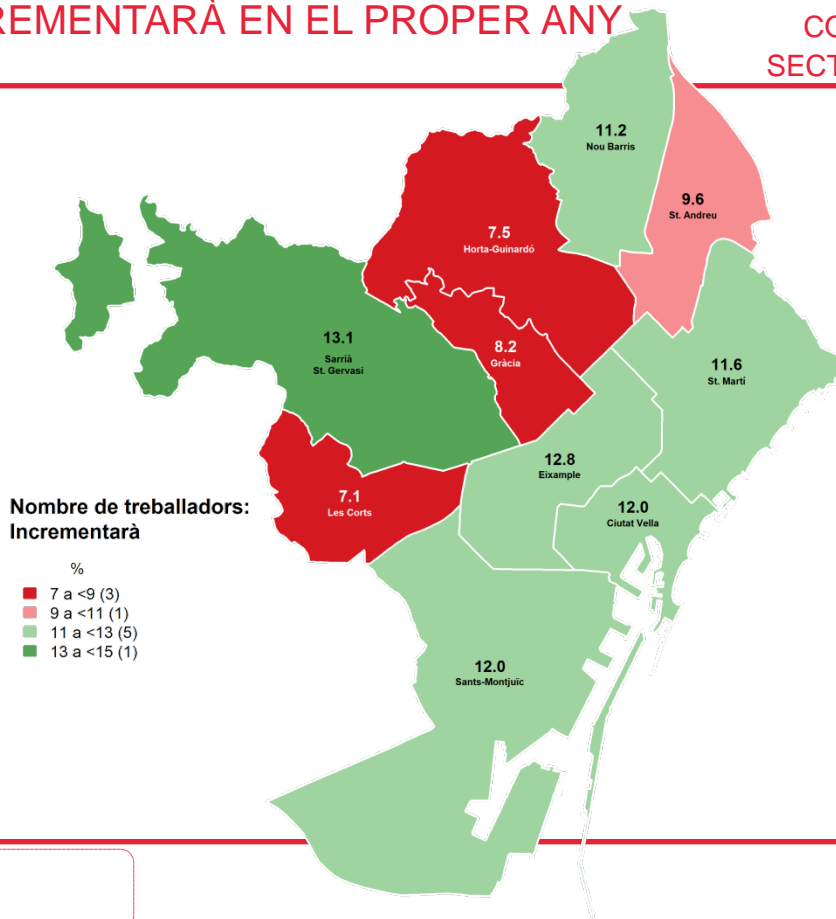 REMENTARÀ EN EL PROPER ANY
CO
SECT
11.2
Nou Barris
9.6
St. Andreu
7.5
Horta-Guinardó
13.1
Sarrià
St. Gervasi
8.2
Gràcia
11.6
St. Martí
12.8
Eixample
7.1
Les Corts
12.0
Ciutat Vella
Nombre de treballadors:
Incrementarà
%
7 a <9 (3)
9 a <11 (1)
11 a <13 (5)
13 a <15 (1)
12.0
Sants-Montjuïc